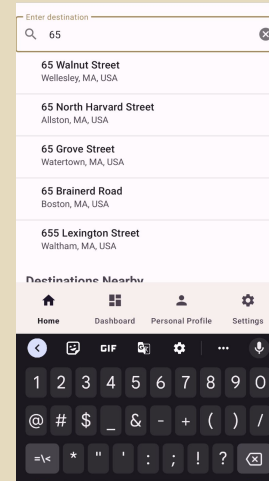 Enter destination
65
65 Walnut Street
Wellesley, MA, USA
65 North Harvard Street
Allston, MA, USA
65 Grove Street
Watertown, MA, USA
65 Brainerd Road
Boston, MA, USA
655 Lexington Street
Waltham, MA, USA
Destinations Nearby
Home Dashboard Personal Profile Settings
GIF G
1 2 3 4 5 6 7 8 9 0
@ # $ _ & - + ( ) /
=\< * " ' : ; ! ?